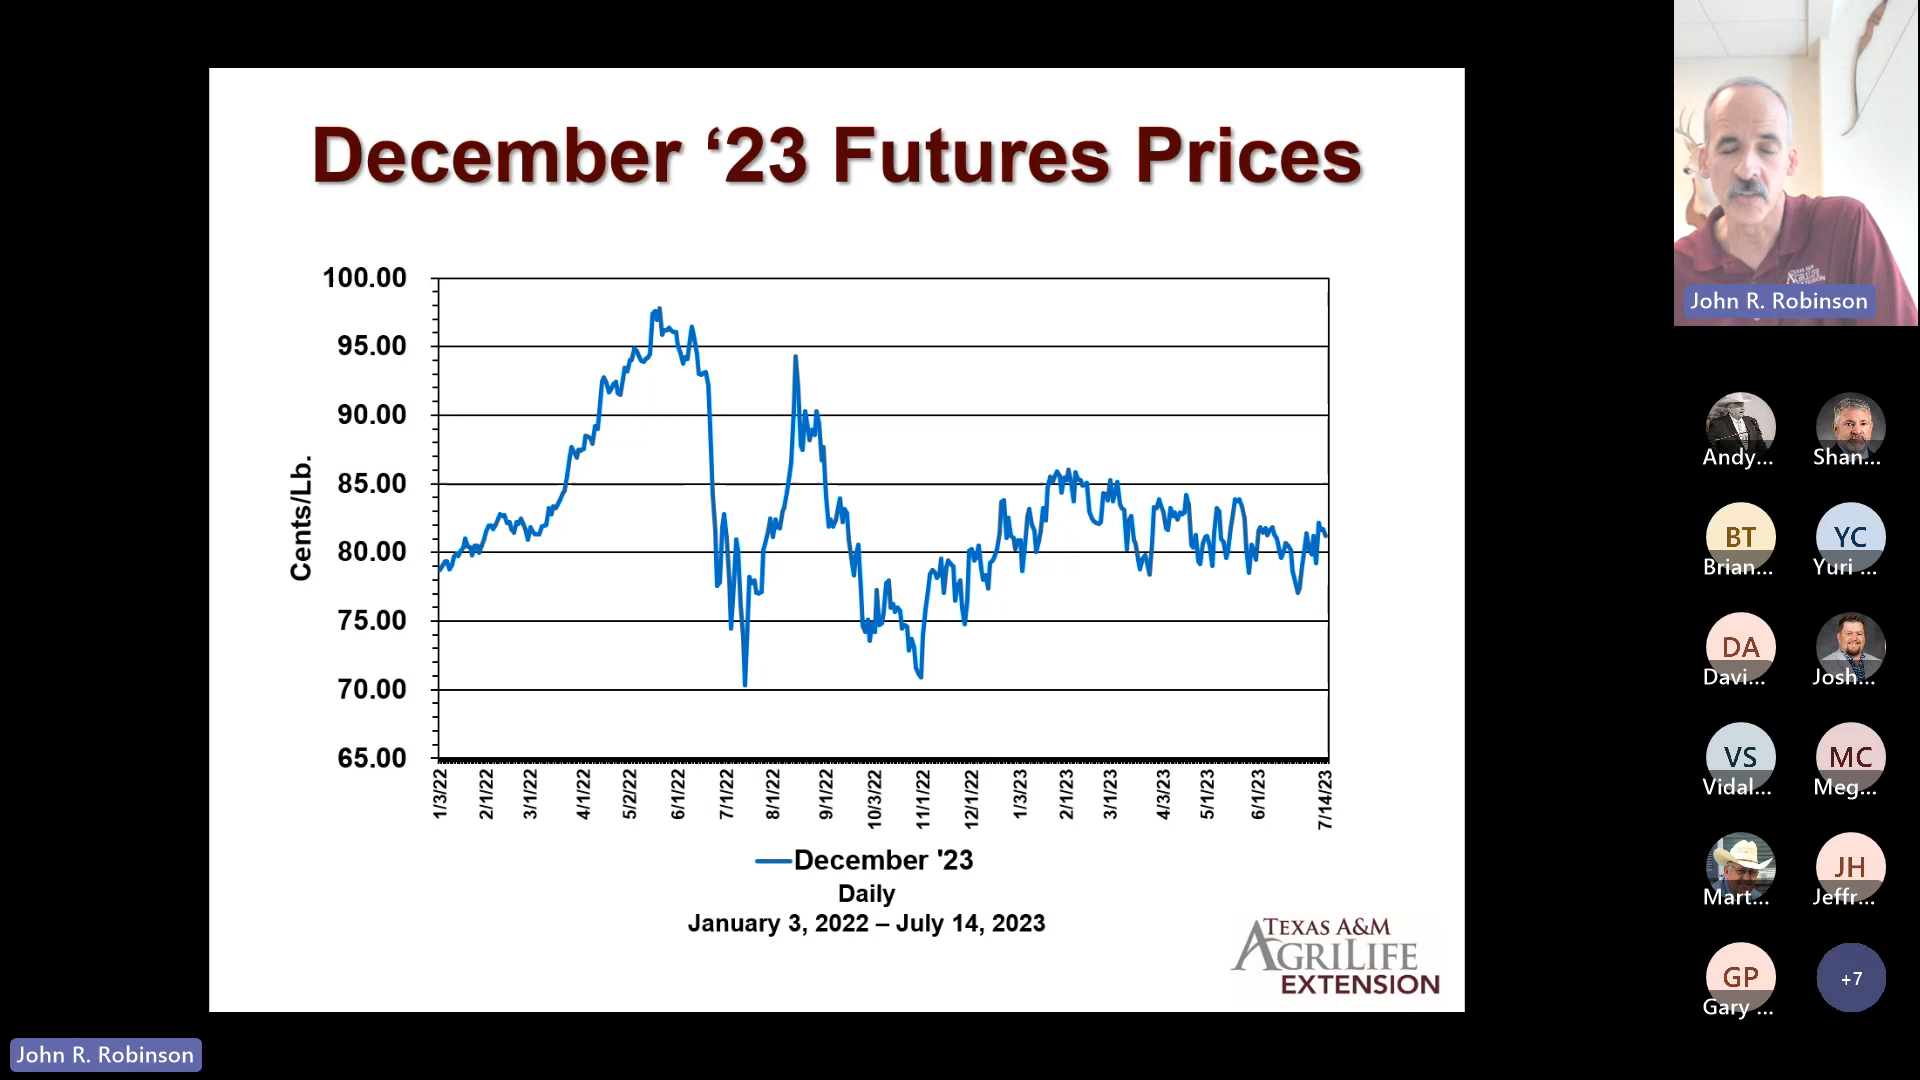 December ‘23 Futures Prices
100.00
95.00
90.00
85.00
80.00
75.00
70.00
65.00
Cents/Lb.
1/3/22
2/1/22
3/1/22
4/1/22
5/2/22
6/1/22
7/1/22
8/1/22
9/1/22
10/3/22
11/1/22
12/1/22
1/3/23
2/1/23
3/1/23
4/3/23
5/1/23
6/1/23
7/14/23
December '23
Daily
January 3, 2022 – July 14, 2023
TEXAS A&M
AGRILIFE
EXTENSION
John R. Robinson
TEXAS A&M
AGRILIFE
EXTENSION
John R. Robinson
Andy...
Shan...
BT
Brian...
YC
Yuri ...
DA
Davi...
Josh...
VS
Vidal...
MC
Meg...
Mart...
JH
Jeffr...
GP
Gary ...
+7